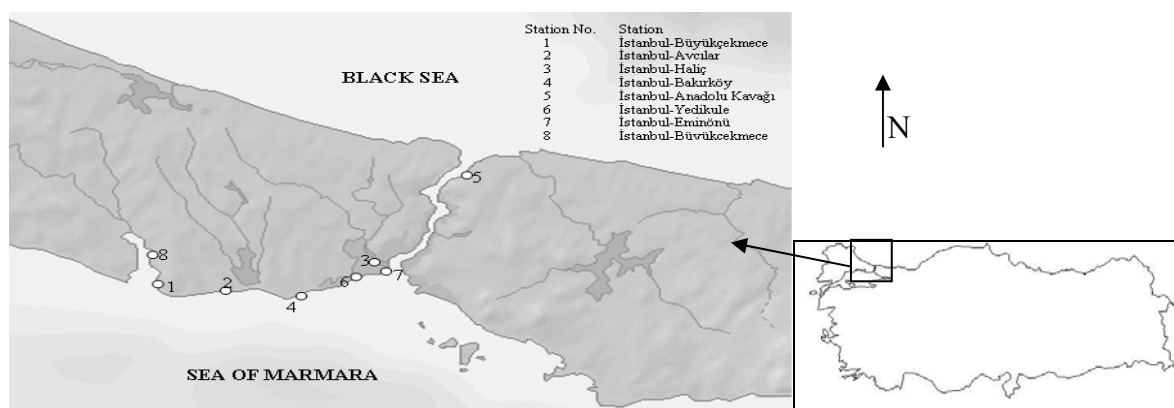 Station No. Station
1 İstanbul-Büyükçekmece
2 İstanbul-Avcılar
3 İstanbul-Haliç
4 İstanbul-Bakırköy
5 İstanbul-Anadolu Kavağı
6 İstanbul-Yedikule
7 İstanbul-Eminönü
8 İstanbul-Büyükçekmece
BLACK SEA
N
5
8
3
7
6
1
2
4
SEA OF MARMARA